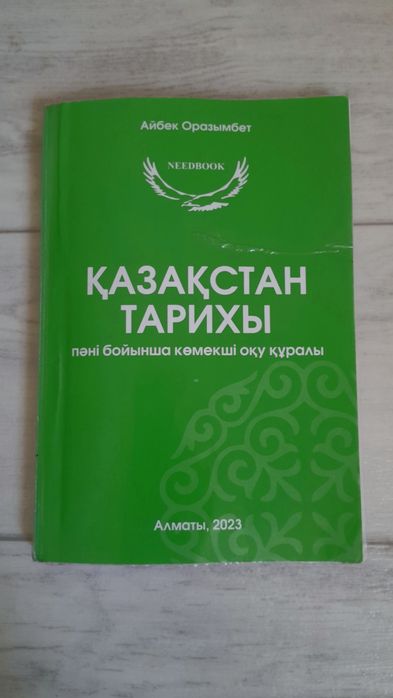 Айбек Оразымбет
NEEDBOOK
ҚАЗАҚСТАН
ТАРИХЫ
пәні бойынша көмекші оқу құралы
Алматы, 2023